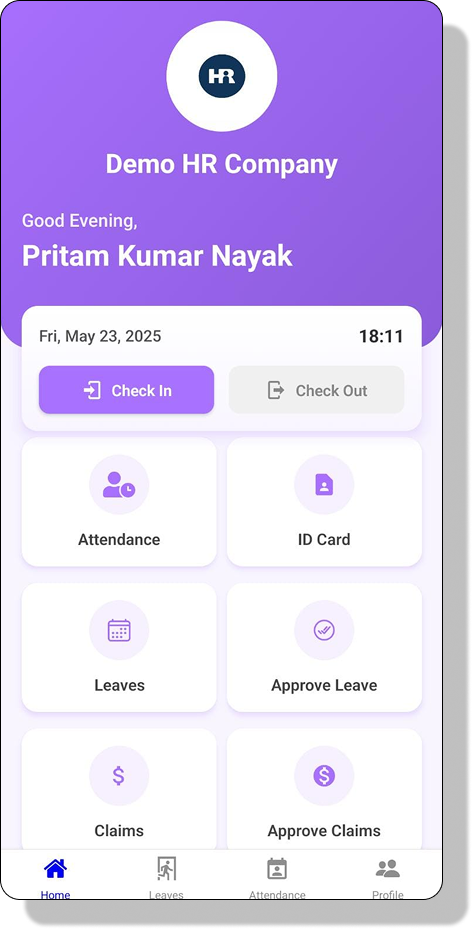 HR
Demo HR Company
Good Evening,
Pritam Kumar Nayak
Fri, May 23, 2025 18:11
Check In Check Out
Attendance ID Card
Leaves Approve Leave
Claims Approve Claims
Home Leaves Attendance Profile